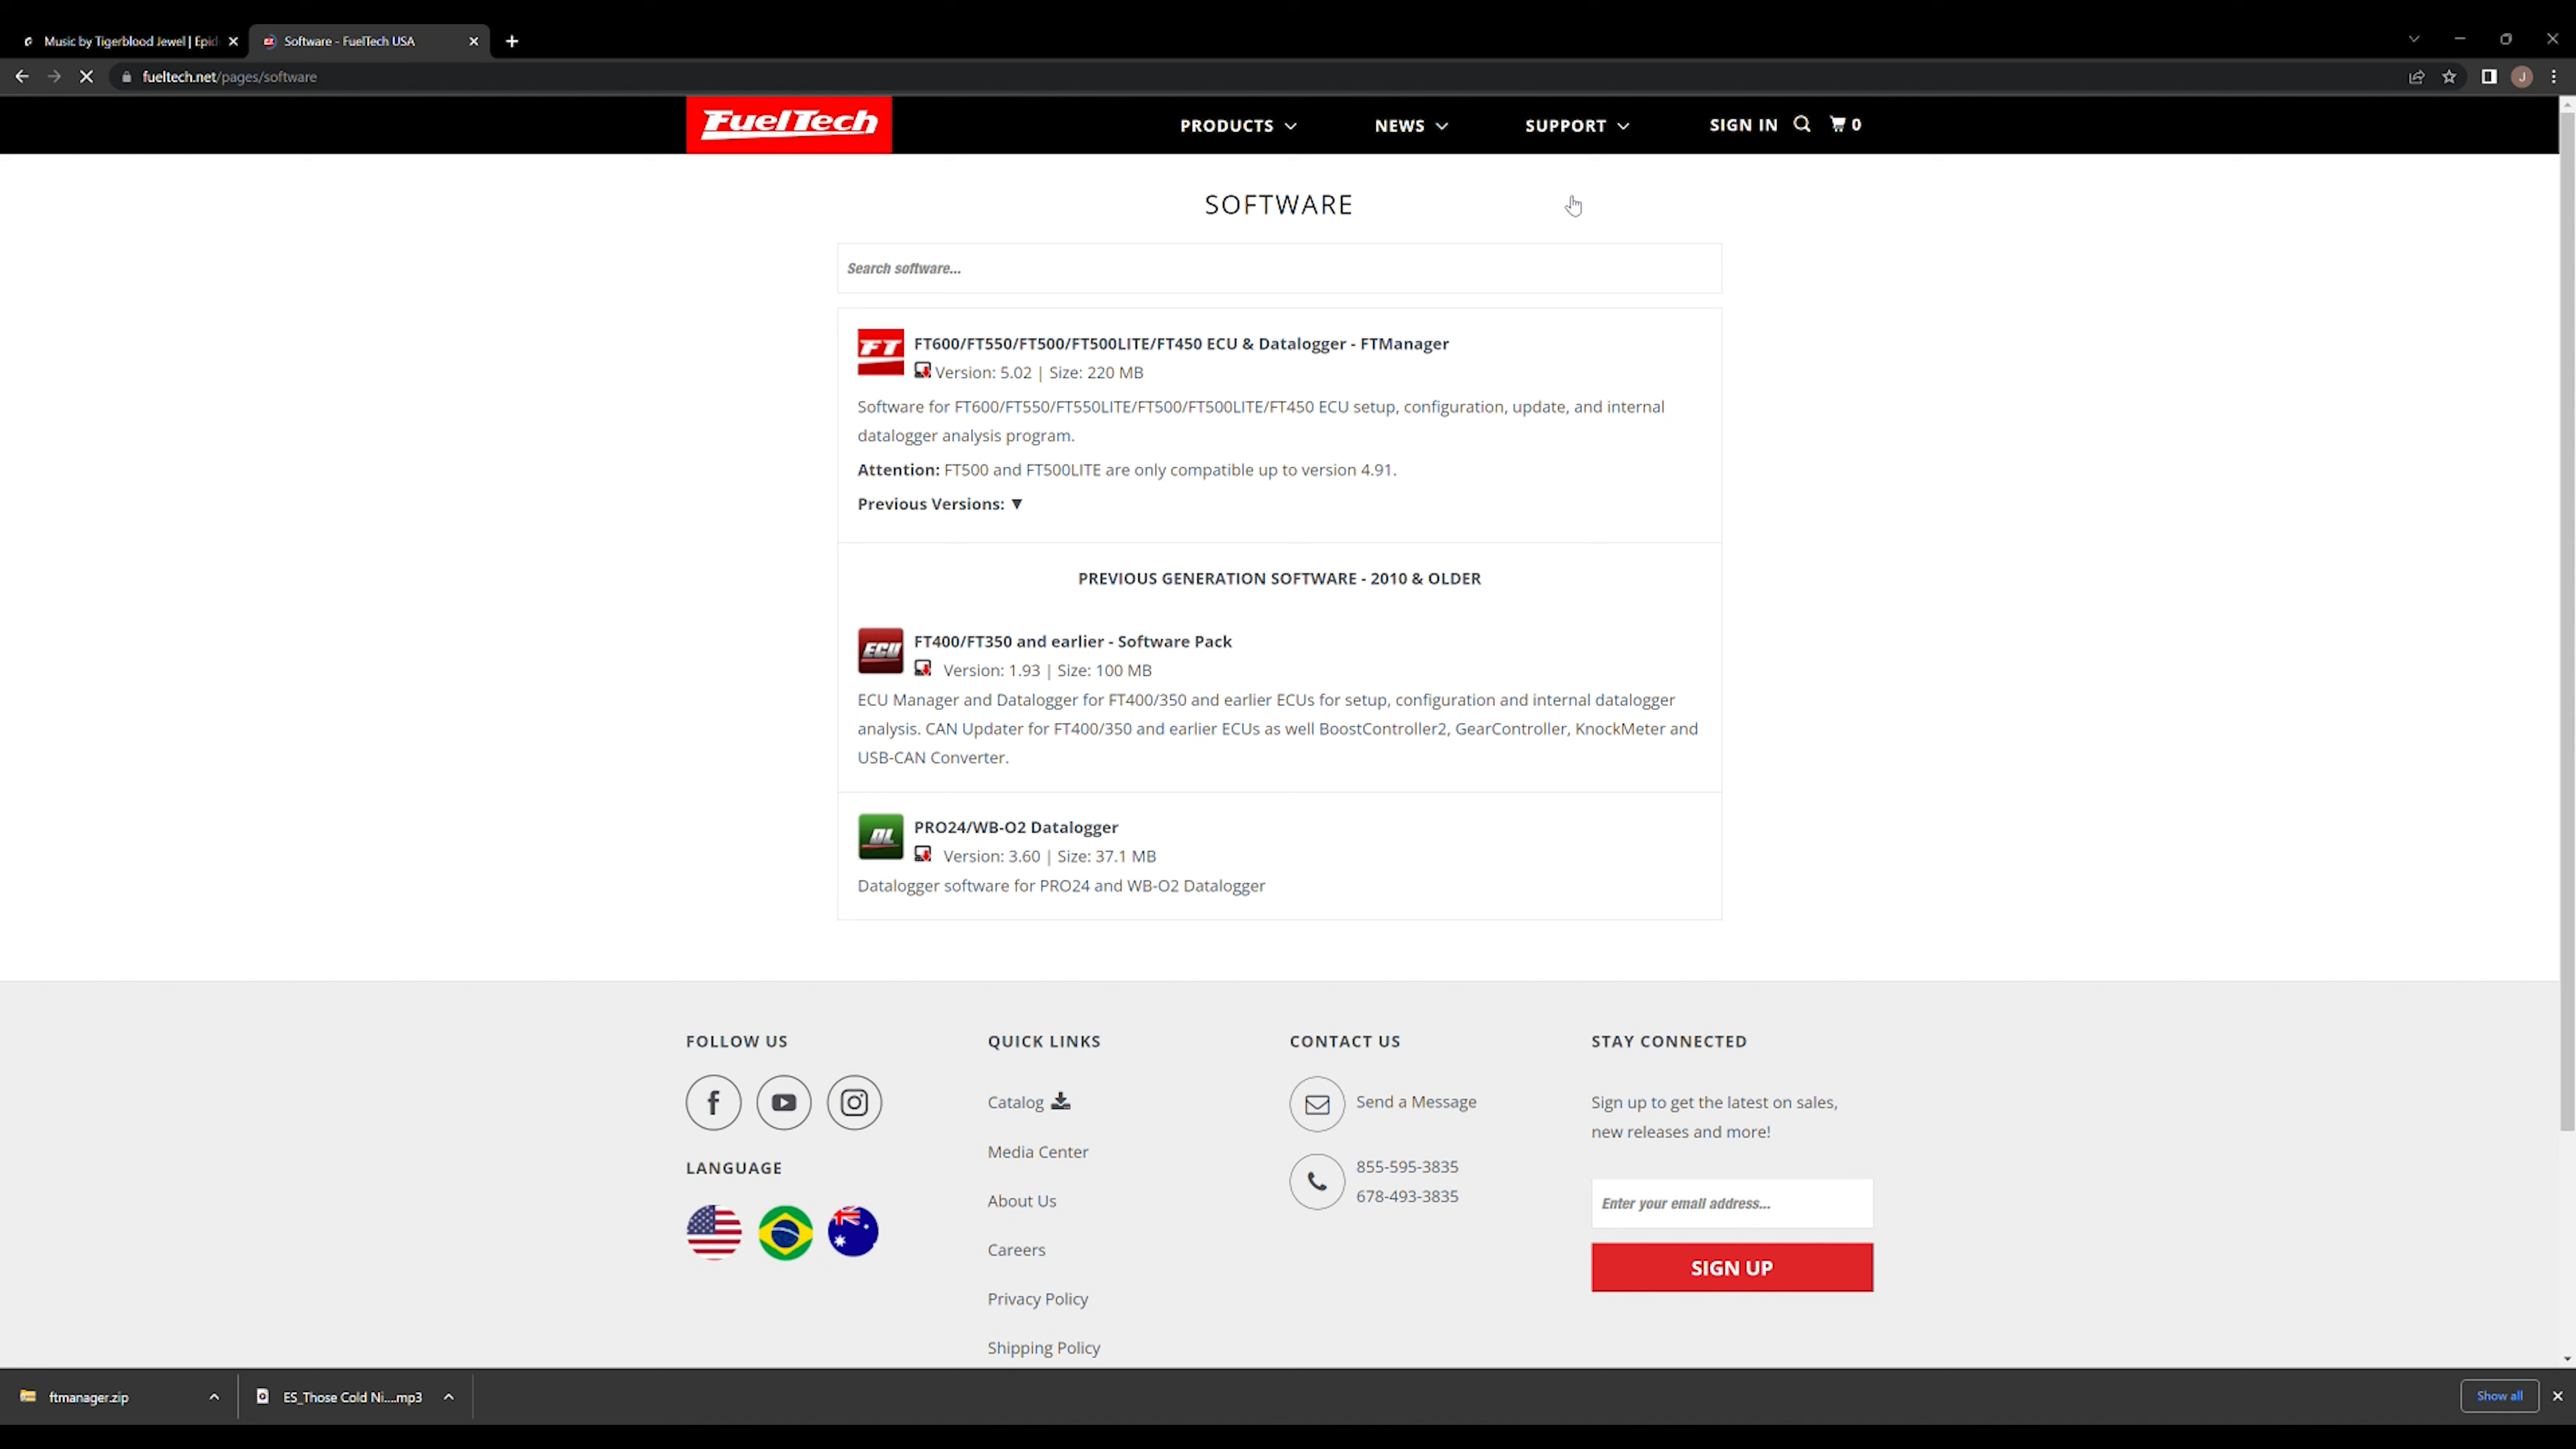 Music by Tigerblood Jewel | Epid
Software - FuelTech USA
fueltech.net/pages/software
J
FuelTech
PRODUCTS
NEWS
SUPPORT
SIGN IN
0
SOFTWARE
Search software...
FT
FT600/FT550/FT500/FT500LITE/FT450 ECU & Datalogger - FTManager
Version: 5.02 | Size: 220 MB
Software for FT600/FT550/FT550LITE/FT500/FT500LITE/FT450 ECU setup, configuration, update, and internal
datalogger analysis program.
Attention: FT500 and FT500LITE are only compatible up to version 4.91.
Previous Versions: ▼
PREVIOUS GENERATION SOFTWARE - 2010 & OLDER
ECU
FT400/FT350 and earlier - Software Pack
Version: 1.93 | Size: 100 MB
ECU Manager and Datalogger for FT400/350 and earlier ECUs for setup, configuration and internal datalogger
analysis. CAN Updater for FT400/350 and earlier ECUs as well BoostController2, GearController, KnockMeter and
USB-CAN Converter.
DL
PRO24/WB-O2 Datalogger
Version: 3.60 | Size: 37.1 MB
Datalogger software for PRO24 and WB-O2 Datalogger
FOLLOW US
LANGUAGE
QUICK LINKS
Catalog
Media Center
About Us
Careers
Privacy Policy
Shipping Policy
CONTACT US
Send a Message
855-595-3835
678-493-3835
STAY CONNECTED
Sign up to get the latest on sales,
new releases and more!
Enter your email address...
SIGN UP
ftmanager.zip
ES_Those Cold Ni....mp3
Show all